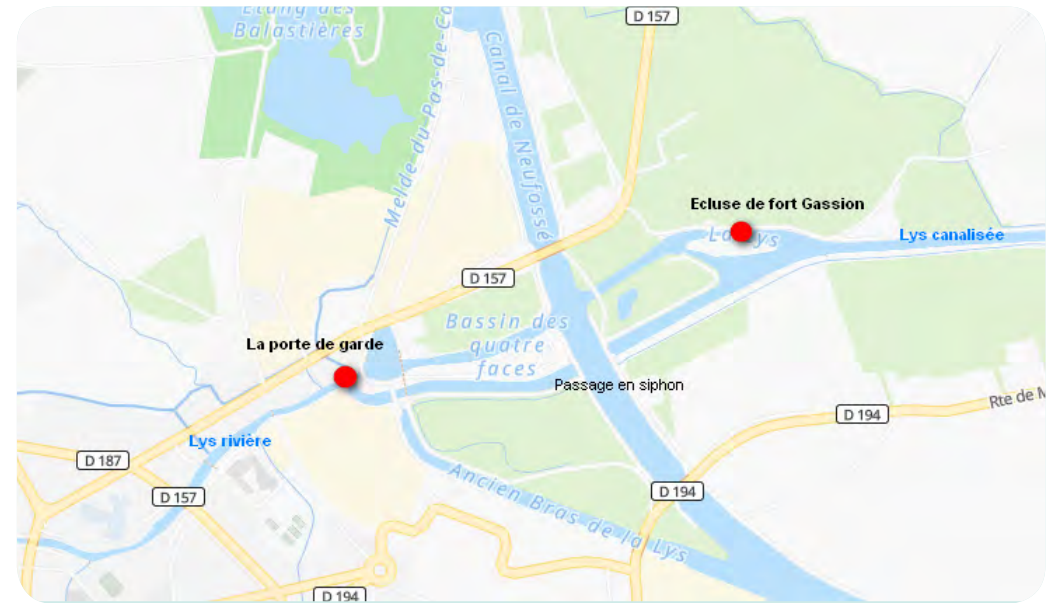 Etang des
Balastières
D 157
Melde du Pas-de-Ca
Canal de Neufossé
Ecluse de fort Gassion
La Lys
Lys canalisée
D 157
Bassin des
quatre
faces
La porte de garde
Passage en siphon
Rte de M
D 194
Lys rivière
D 187
D 157
Ancien Bras de la Lys
D 194
D 194